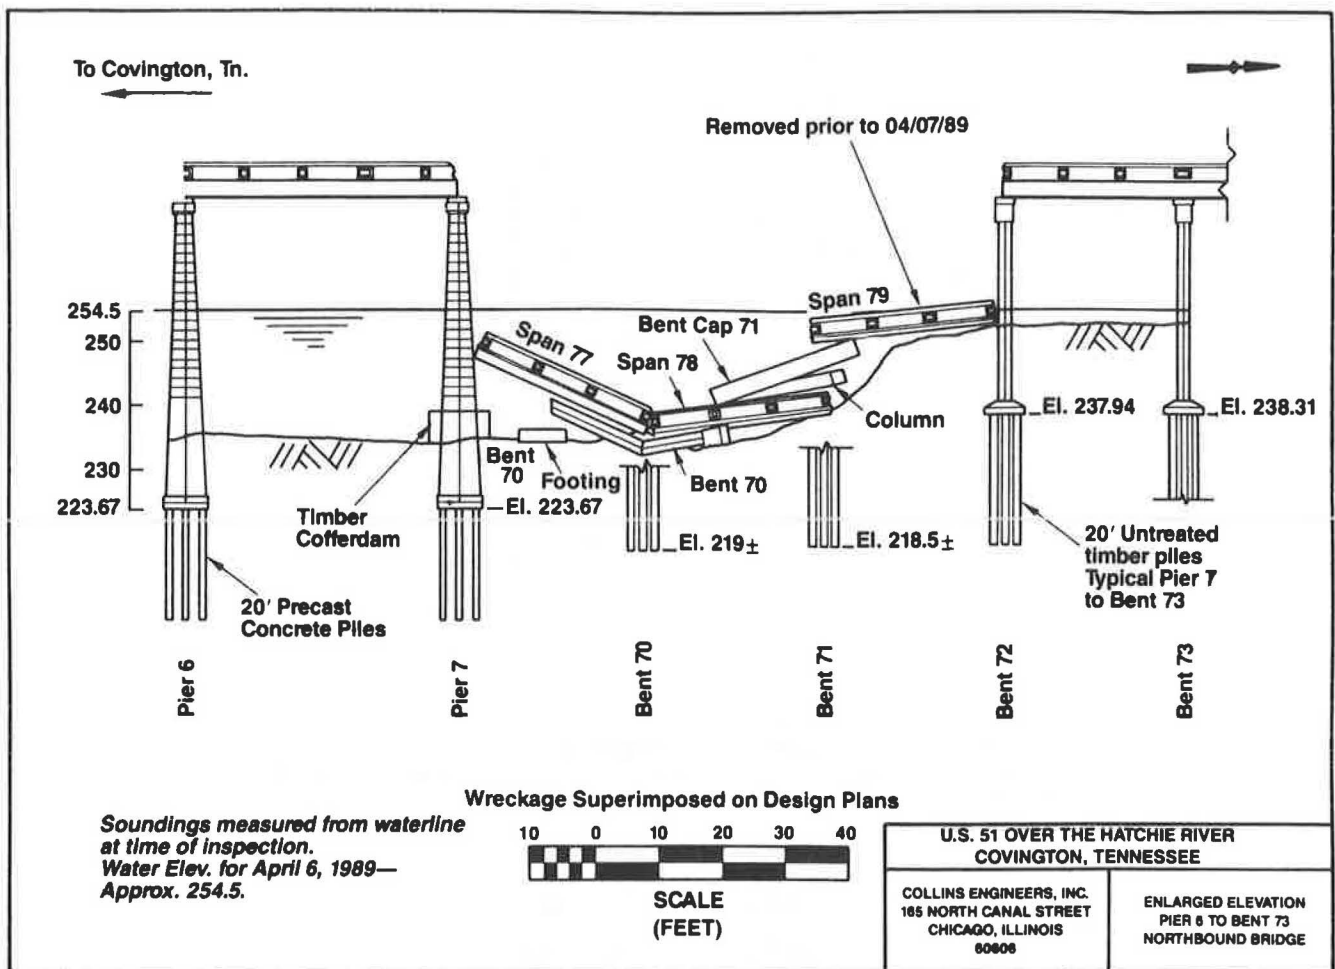 To Covington, Tn.
Removed prior to 04/07/89
254.5
250
240
230
223.67
Span 77
Bent Cap 71
Span 78
Span 79
Column
El. 237.94
El. 238.31
Bent
70
Footing
Bent 70
El. 223.67
Timber
Cofferdam
El. 219±
El. 218.5±
20' Untreated
timber piles
Typical Pier 7
to Bent 73
20' Precast
Concrete Piles
Pier 6
Pier 7
Bent 70
Bent 71
Bent 72
Bent 73
Wreckage Superimposed on Design Plans
Soundings measured from waterline
at time of inspection.
Water Elev. for April 6, 1989—
Approx. 254.5.
10 0 10 20 30 40
SCALE
(FEET)
U.S. 51 OVER THE HATCHIE RIVER
COVINGTON, TENNESSEE
COLLINS ENGINEERS, INC.
165 NORTH CANAL STREET
CHICAGO, ILLINOIS
60606
ENLARGED ELEVATION
PIER 6 TO BENT 73
NORTHBOUND BRIDGE